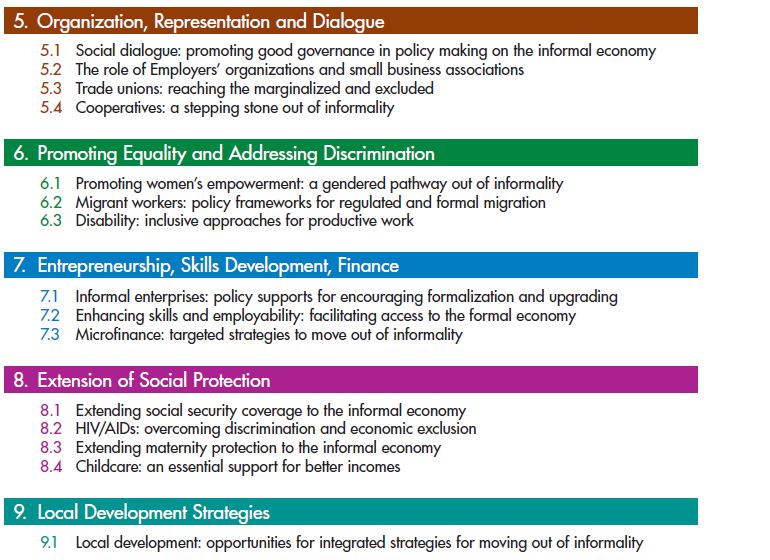 5. Organization, Representation and Dialogue
5.1 Social dialogue: promoting good governance in policy making on the informal economy
5.2 The role of Employers’ organizations and small business associations
5.3 Trade unions: reaching the marginalized and excluded
5.4 Cooperatives: a stepping stone out of informality
6. Promoting Equality and Addressing Discrimination
6.1 Promoting women’s empowerment: a gendered pathway out of informality
6.2 Migrant workers: policy frameworks for regulated and formal migration
6.3 Disability: inclusive approaches for productive work
7. Entrepreneurship, Skills Development, Finance
7.1 Informal enterprises: policy supports for encouraging formalization and upgrading
7.2 Enhancing skills and employability: facilitating access to the formal economy
7.3 Microfinance: targeted strategies to move out of informality
8. Extension of Social Protection
8.1 Extending social security coverage to the informal economy
8.2 HIV/AIDs: overcoming discrimination and economic exclusion
8.3 Extending maternity protection to the informal economy
8.4 Childcare: an essential support for better incomes
9. Local Development Strategies
9.1 Local development: opportunities for integrated strategies for moving out of informality